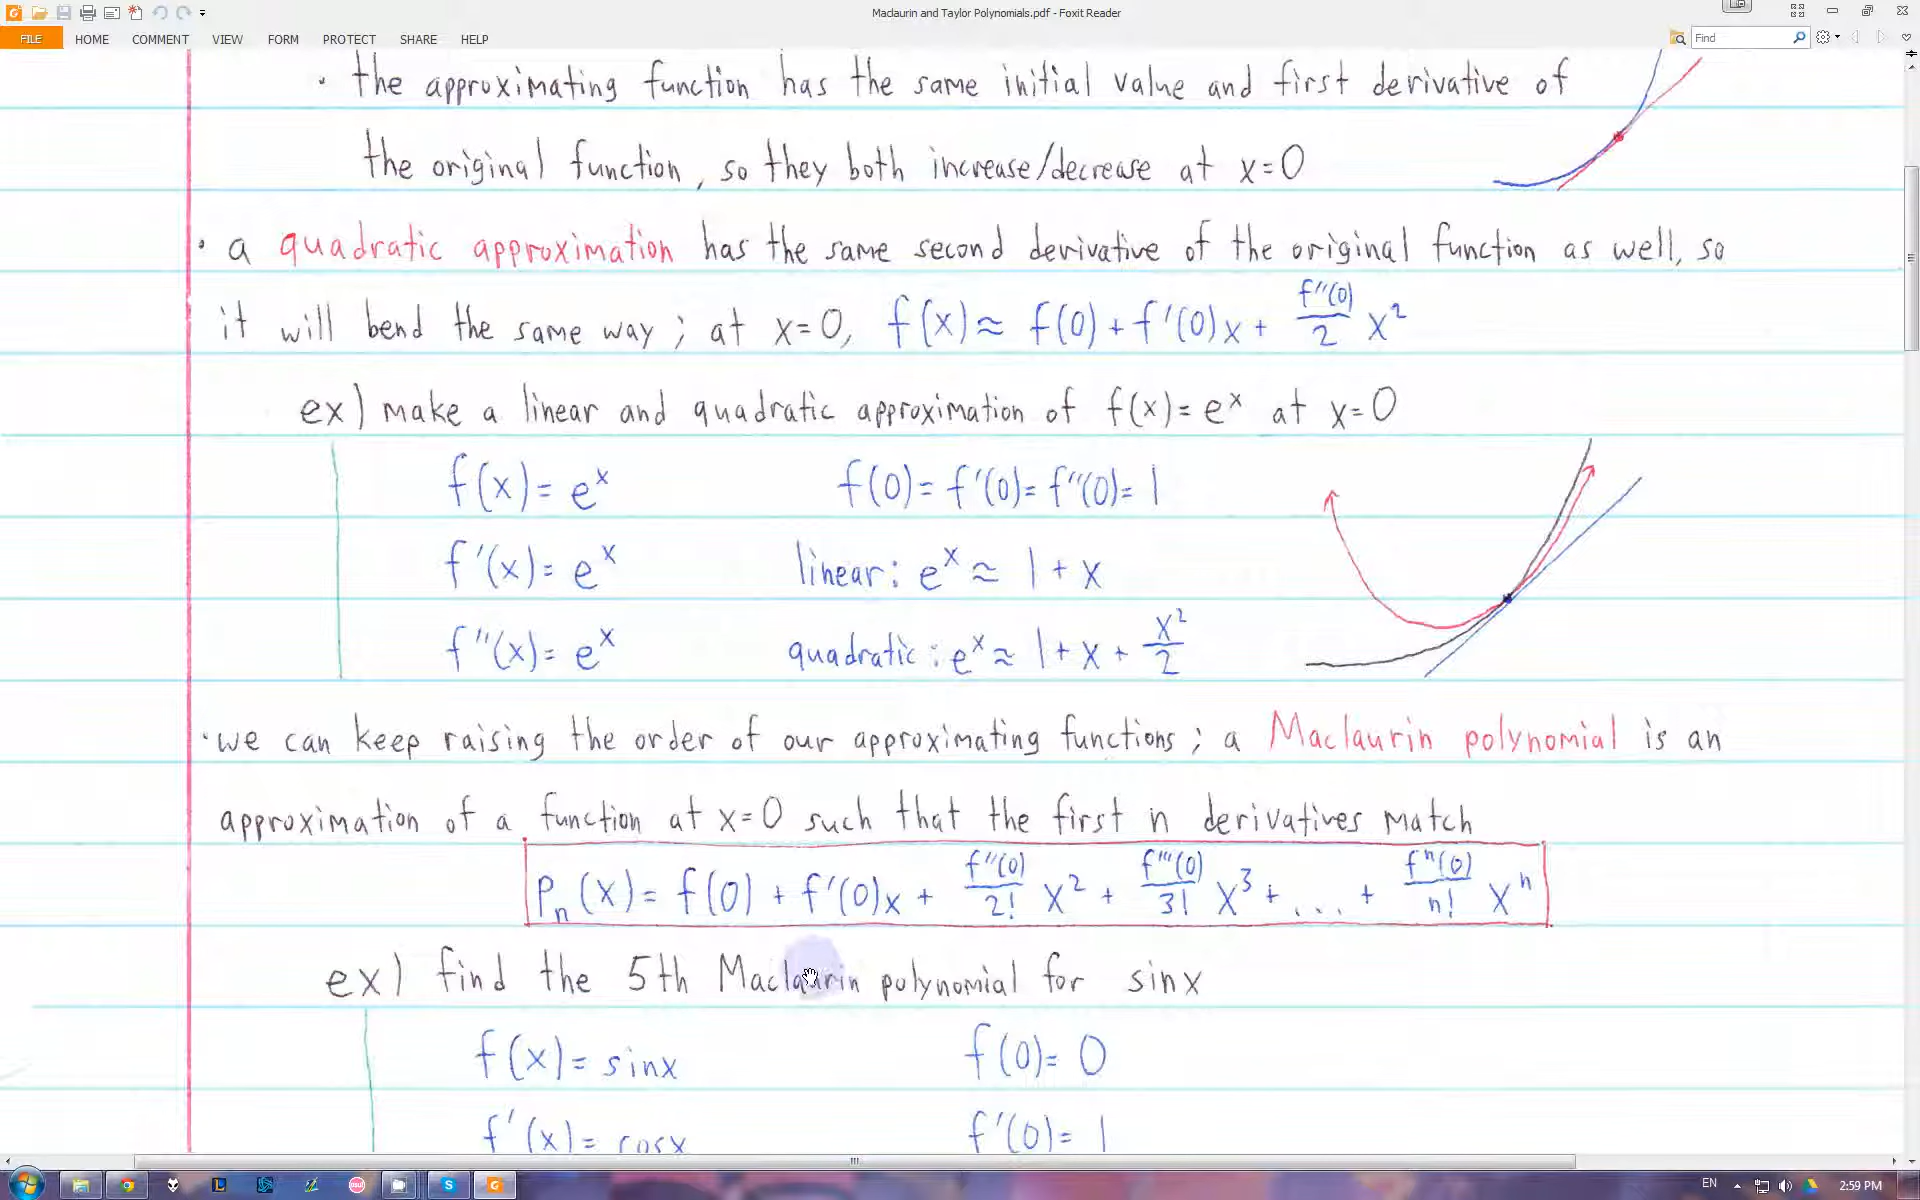 Maclaurin and Taylor Polynomials.pdf - Foxit Reader
FILE HOME COMMENT VIEW FORM PROTECT SHARE HELP Find
· the approximating function has the same initial value and first derivative of
the original function, so they both increase/decrease at x=0
· a quadratic approximation has the same second derivative of the original function as well, so
it will bend the same way; at x=0, f(x) ≈ f(0) + f'(0)x + f''(0)/2 x²
ex) make a linear and quadratic approximation of f(x) = eˣ at x=0
f(x) = eˣ f(0) = f'(0) = f''(0) = 1
f'(x) = eˣ linear: eˣ ≈ 1 + x
f''(x) = eˣ quadratic: eˣ ≈ 1 + x + x²/2
· we can keep raising the order of our approximating functions; a Maclaurin polynomial is an
approximation of a function at x=0 such that the first n derivatives match
Pₙ(x) = f(0) + f'(0)x + f''(0)/2! x² + f'''(0)/3! x³ + ... + fⁿ(0)/n! xⁿ
ex) find the 5th Maclaurin polynomial for sinx
f(x) = sinx f(0) = 0
f'(x) = cosx f'(0) = 1
EN 2:59 PM